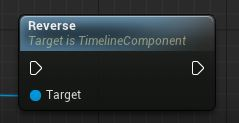 Reverse
Target is TimelineComponent
Target